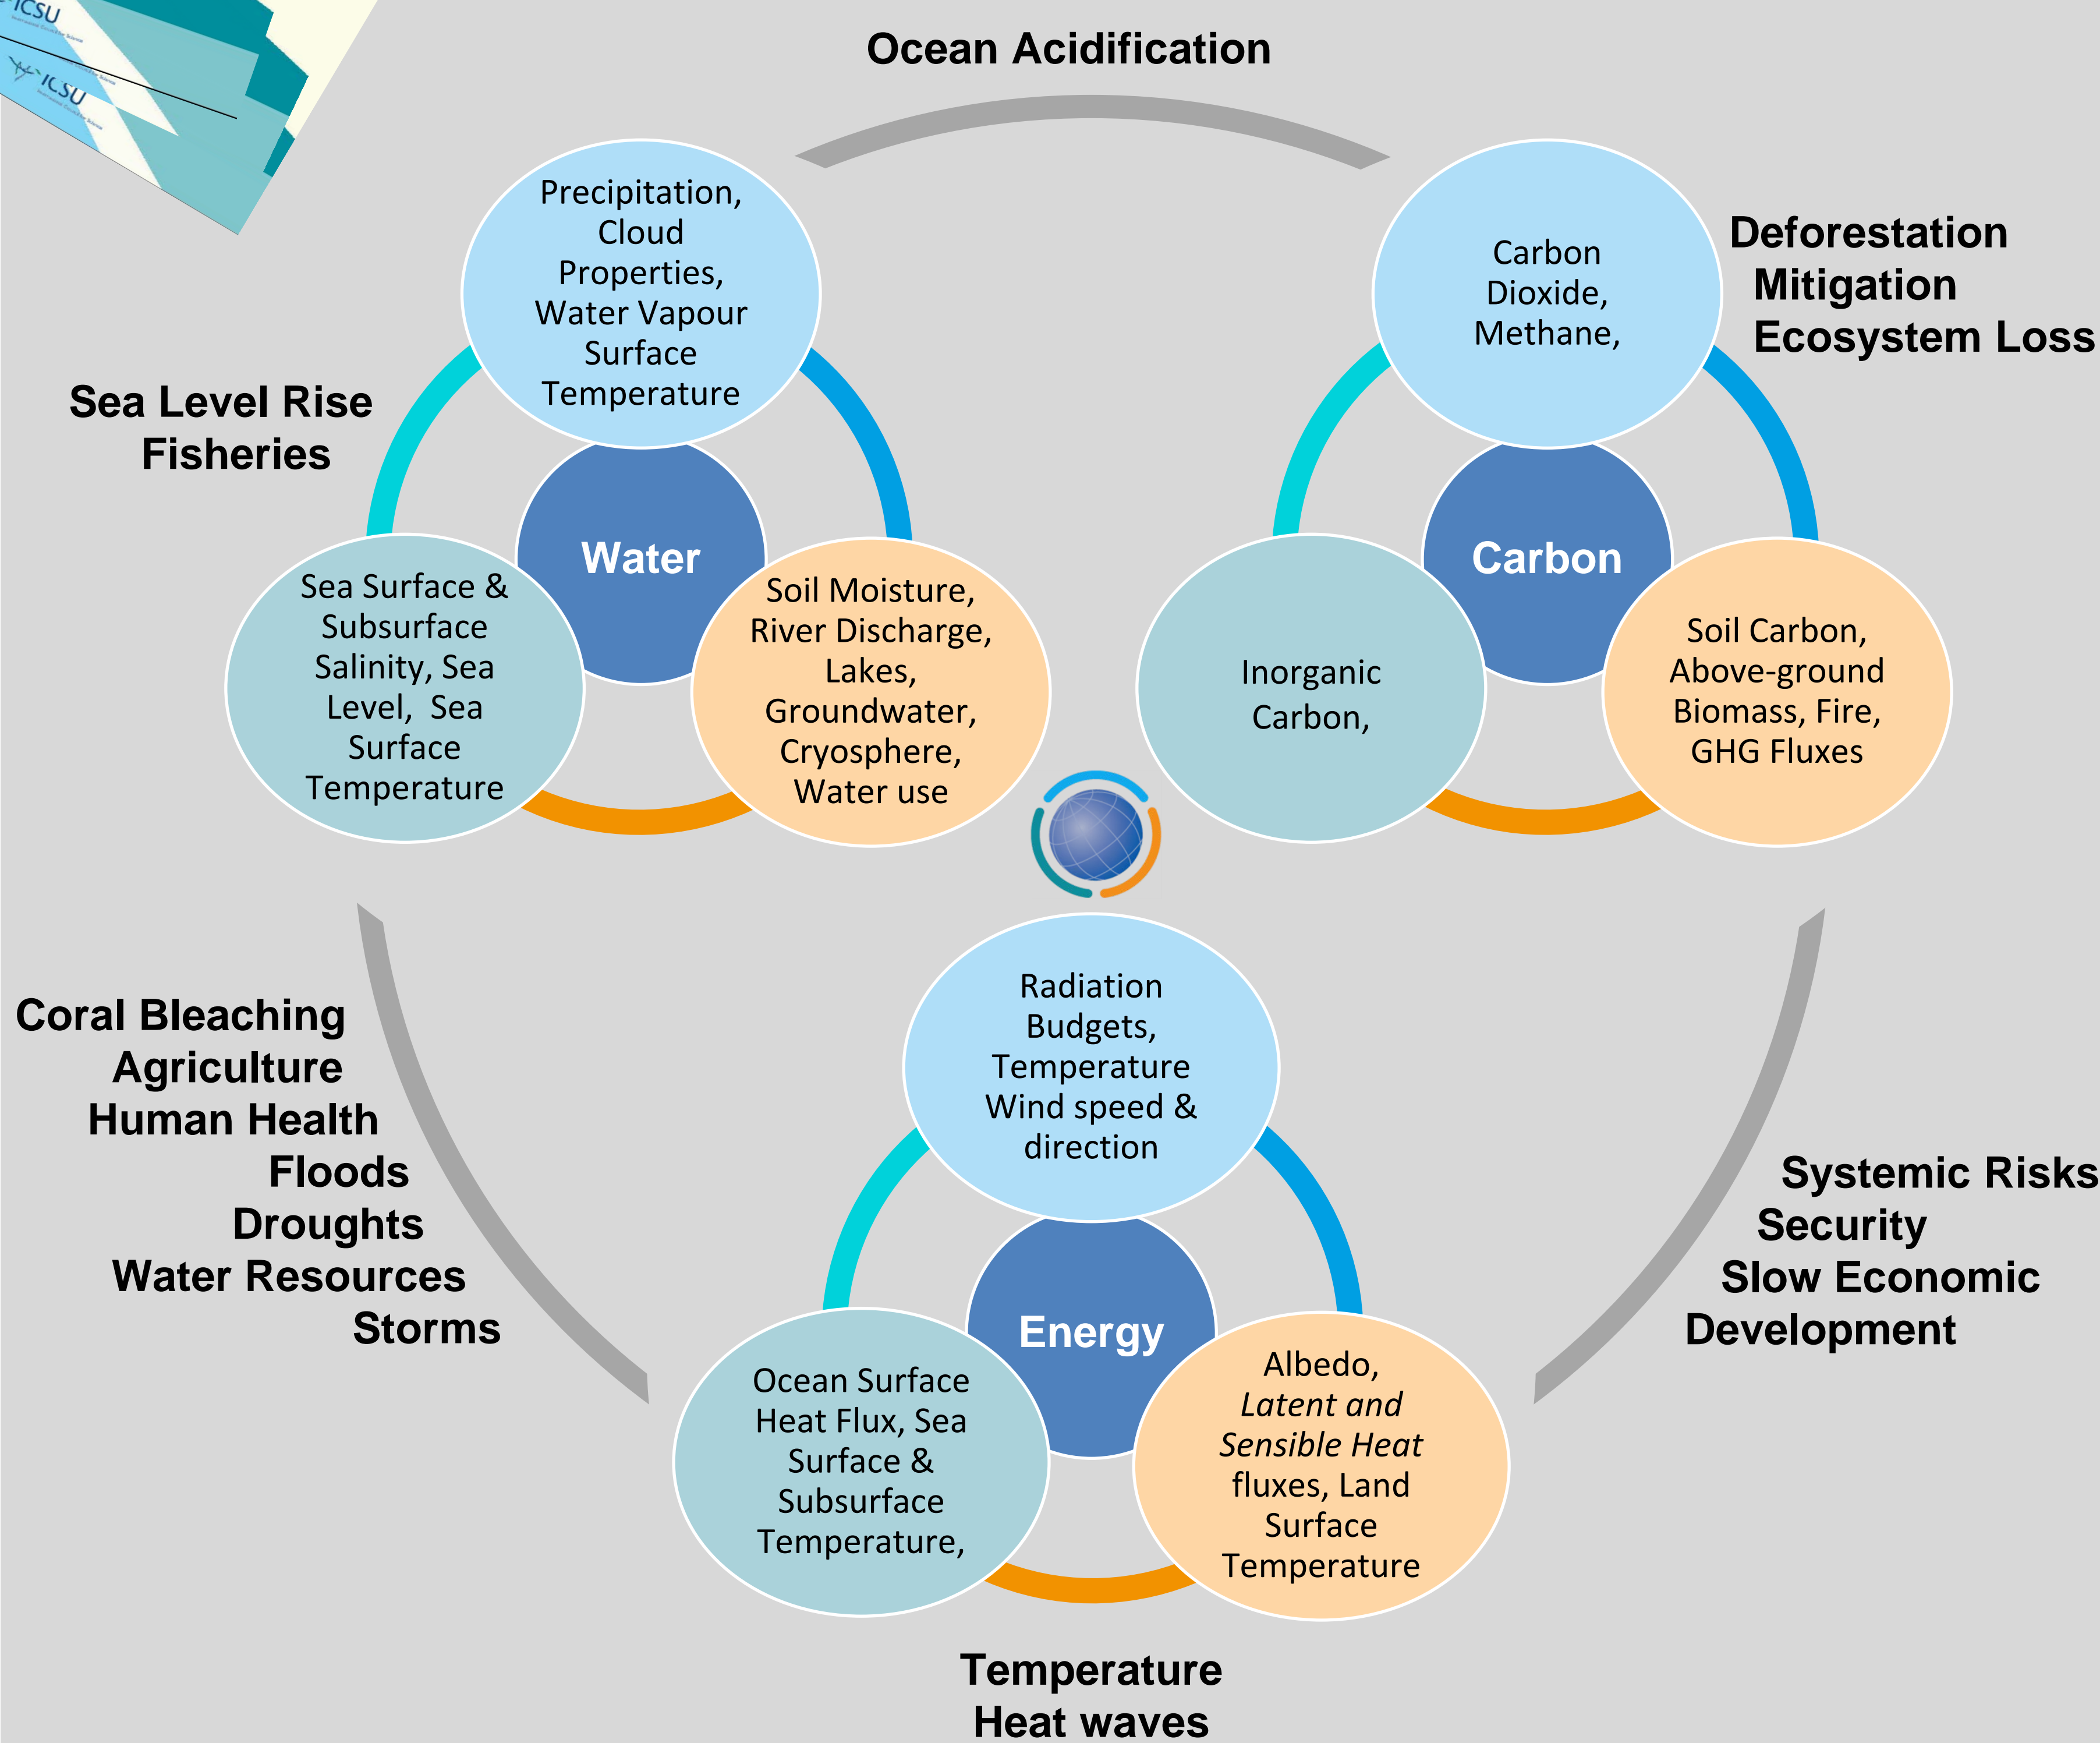 ICSU
ICSU
Ocean Acidification
Precipitation,
Cloud
Properties,
Water Vapour
Surface
Temperature
Carbon
Dioxide,
Methane,
Deforestation
Mitigation
Ecosystem Loss
Sea Level Rise
Fisheries
Water
Carbon
Sea Surface &
Subsurface
Salinity, Sea
Level,  Sea
Surface
Temperature
Soil Moisture,
River Discharge,
Lakes,
Groundwater,
Cryosphere,
Water use
Inorganic
Carbon,
Soil Carbon,
Above-ground
Biomass, Fire,
GHG Fluxes
Radiation
Budgets,
Temperature
Wind speed &
direction
Coral Bleaching
Agriculture
Human Health
Floods
Droughts
Water Resources
Storms
Systemic Risks
Security
Slow Economic
Development
Energy
Ocean Surface
Heat Flux, Sea
Surface &
Subsurface
Temperature,
Albedo,
Latent and
Sensible Heat
fluxes, Land
Surface
Temperature
Temperature
Heat waves